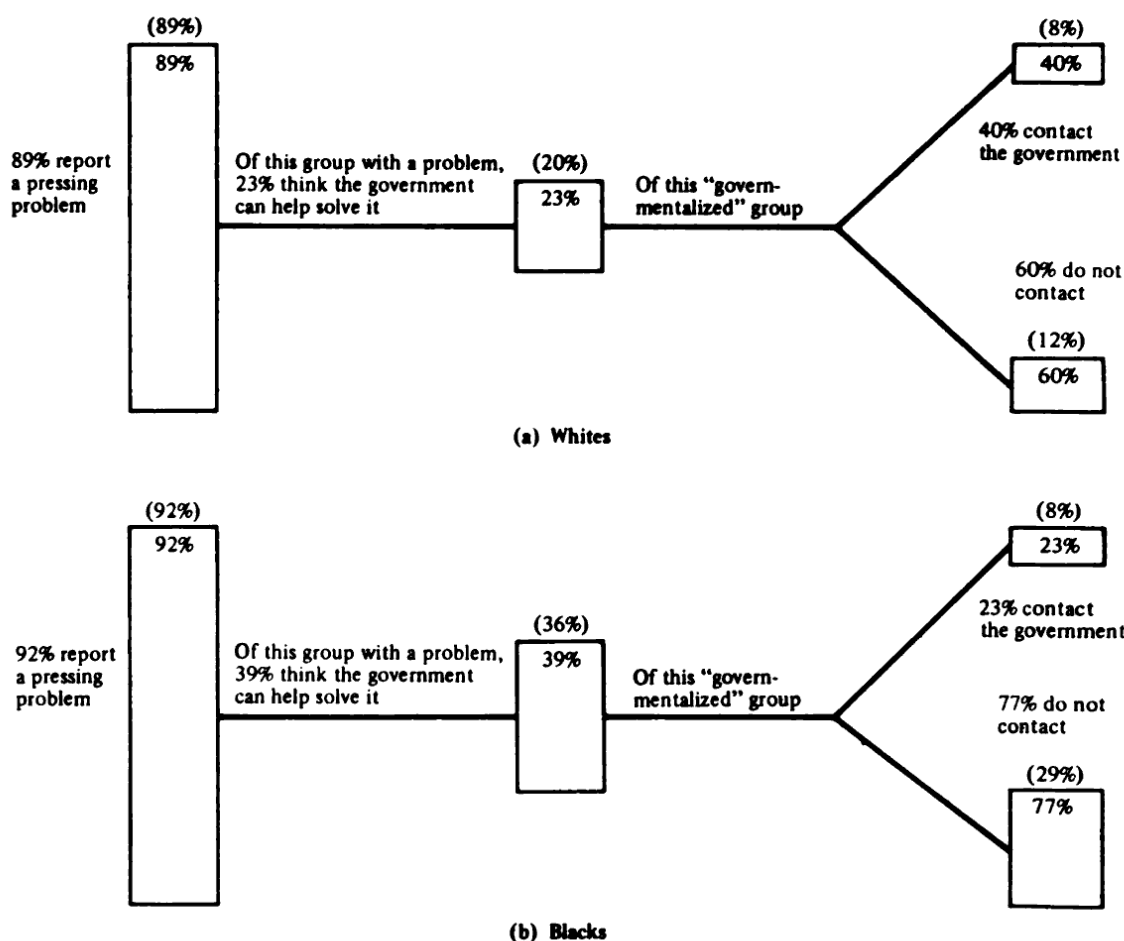 (89%)
89%
89% report
a pressing
problem
Of this group with a problem,
23% think the government
can help solve it
(20%)
23%
Of this “govern-
mentalized” group
(8%)
40%
40% contact
the government
60% do not
contact
(12%)
60%
(a) Whites
(92%)
92%
92% report
a pressing
problem
Of this group with a problem,
39% think the government
can help solve it
(36%)
39%
Of this “govern-
mentalized” group
(8%)
23%
23% contact
the government
77% do not
contact
(29%)
77%
(b) Blacks